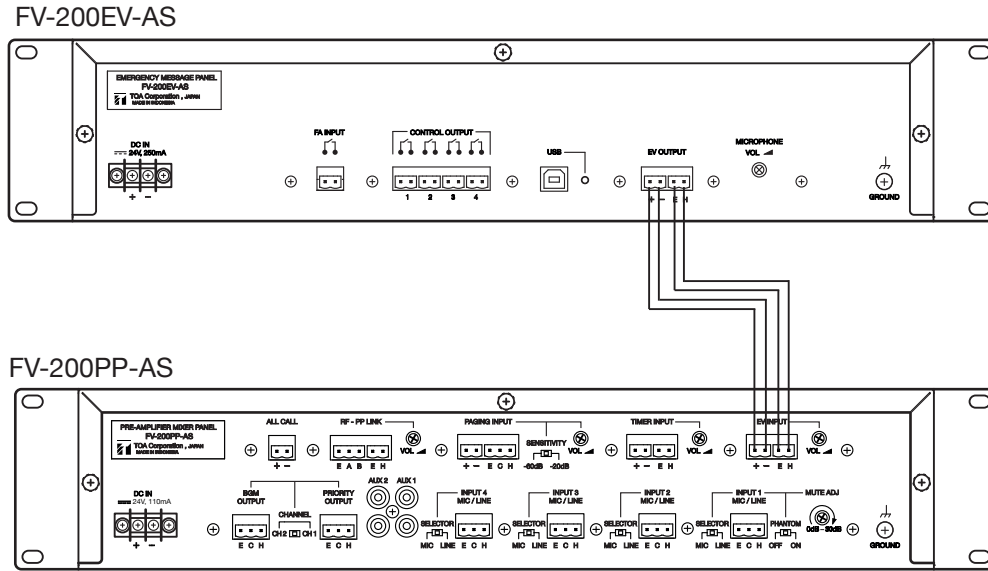 FV-200EV-AS
EMERGENCY MESSAGE PANEL
FV-200EV-AS
TOA Corporation , JAPAN
MADE IN INDONESIA
DC IN
24V, 250mA
+ −
FA INPUT
CONTROL OUTPUT
1 2 3 4
USB
EV OUTPUT
+ − E H
MICROPHONE
VOL
GROUND
FV-200PP-AS
PRE-AMPLIFIER MIXER PANEL
FV-200PP-AS
TOA Corporation , JAPAN
MADE IN INDONESIA
ALL CALL
+ −
RF - PP LINK
VOL
E A B E H
PAGING INPUT
SENSITIVITY
VOL
+ − E C H
-60dB -20dB
TIMER INPUT
VOL
+ − E H
EV INPUT
VOL
+ − E H
DC IN
24V, 110mA
+ −
BGM
OUTPUT
E C H
CHANNEL
CH 2 CH 1
PRIORITY
OUTPUT
E C H
AUX 2 AUX 1
INPUT 4
MIC / LINE
SELECTOR
MIC LINE E C H
INPUT 3
MIC / LINE
SELECTOR
MIC LINE E C H
INPUT 2
MIC / LINE
SELECTOR
MIC LINE E C H
INPUT 1
MIC / LINE
SELECTOR
PHANTOM
MIC LINE E C H OFF ON
MUTE ADJ
0dB - 30dB
GROUND